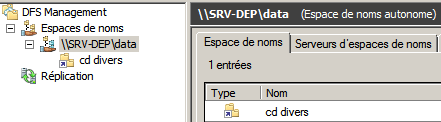 DFS Management
Espaces de noms
\\SRV-DEP\data
cd divers
Réplication
\\SRV-DEP\data (Espace de noms autonome)
Espace de noms Serveurs d'espaces de noms
1 entrées
Type Nom
cd divers